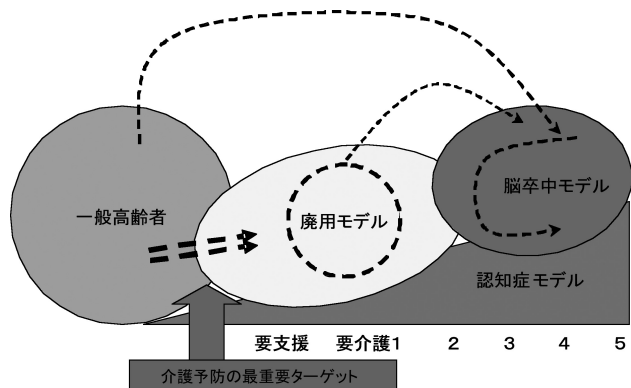 一般高齢者
廃用モデル
脳卒中モデル
認知症モデル
要支援 要介護1 2 3 4 5
介護予防の最重要ターゲット